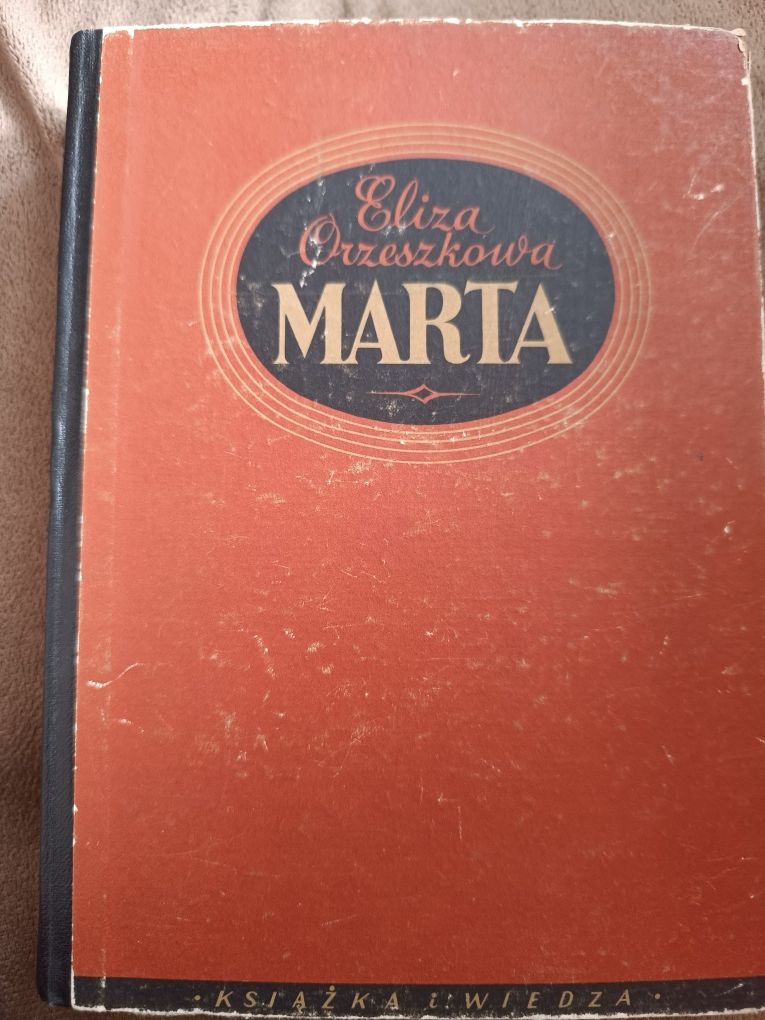 Eliza
Orzeszkowa
MARTA
• KSIĄŻKA i WIEDZA •